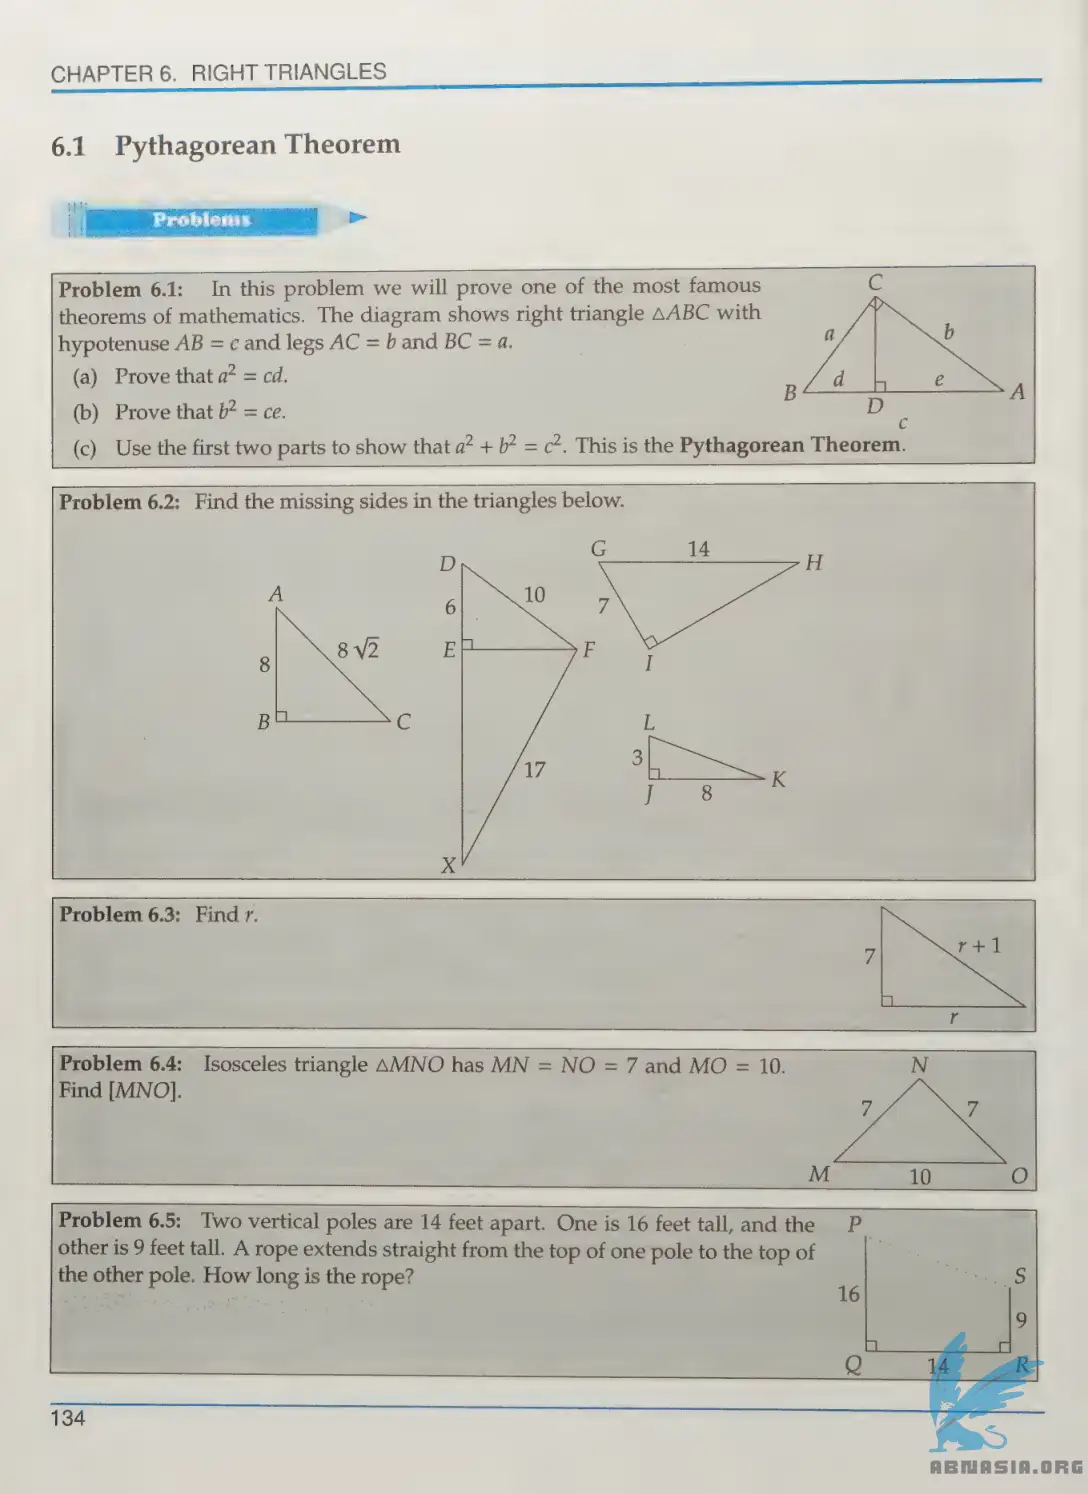 CHAPTER 6. RIGHT TRIANGLES
6.1 Pythagorean Theorem
Problems
Problem 6.1: In this problem we will prove one of the most famous
theorems of mathematics. The diagram shows right triangle △ABC with
hypotenuse AB = c and legs AC = b and BC = a.
(a) Prove that a² = cd.
(b) Prove that b² = ce.
(c) Use the first two parts to show that a² + b² = c². This is the Pythagorean Theorem.
C
a
b
B
d
e
A
D
c
Problem 6.2: Find the missing sides in the triangles below.
A
8
8√2
B
C
D
6
10
E
F
17
X
G
14
H
7
I
L
3
K
J
8
Problem 6.3: Find r.
7
r + 1
r
Problem 6.4: Isosceles triangle △MNO has MN = NO = 7 and MO = 10.
Find [MNO].
N
7
7
M
10
O
Problem 6.5: Two vertical poles are 14 feet apart. One is 16 feet tall, and the
other is 9 feet tall. A rope extends straight from the top of one pole to the top of
the other pole. How long is the rope?
P
S
16
9
Q
14
R
134
ABNASIA.ORG